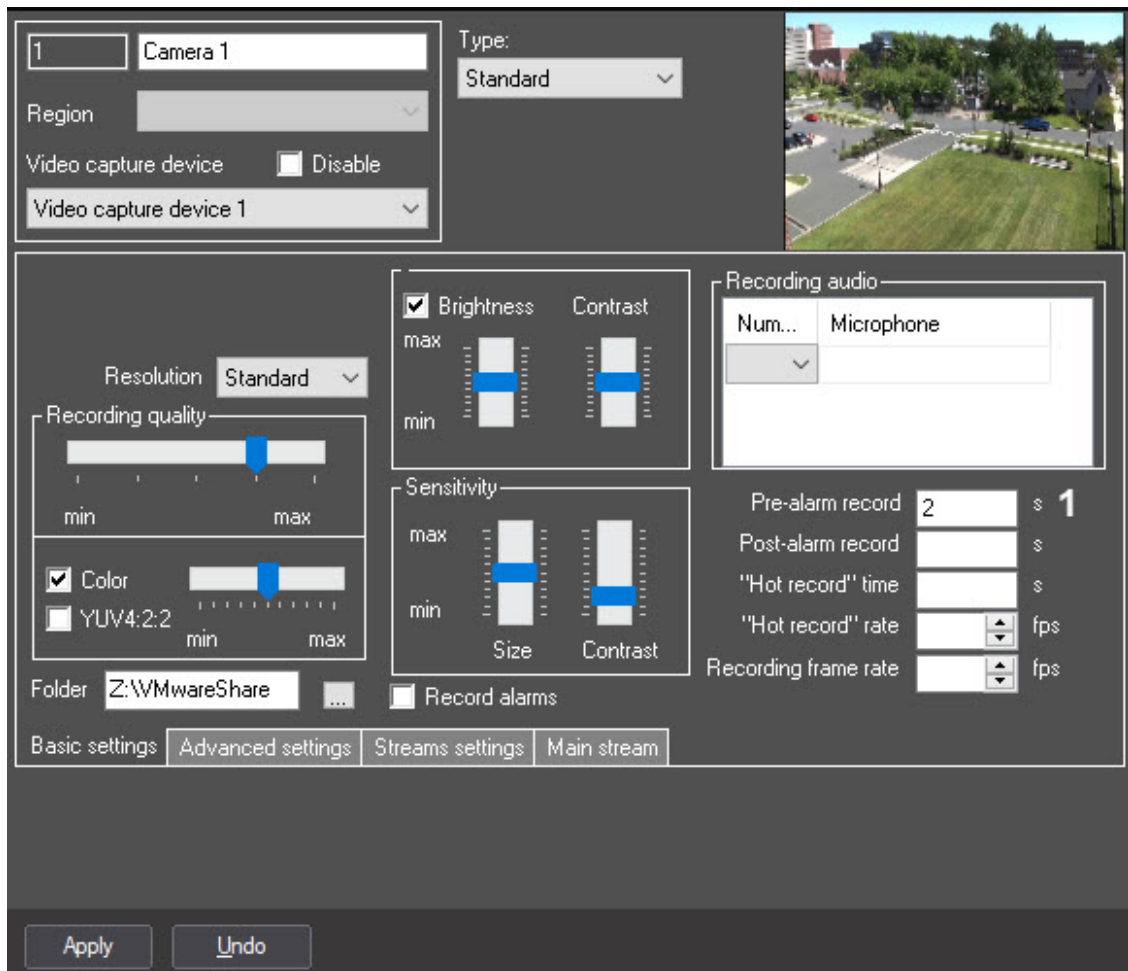 1 Camera 1
Type:
Standard
Region
Video capture device Disable
Video capture device 1
Brightness Contrast
max
min
Recording audio
Num... Microphone
Resolution Standard
Recording quality
min max
Color
YUV4:2:2
min max
Sensitivity
max
min
Size Contrast
Pre-alarm record 2 s 1
Post-alarm record s
"Hot record" time s
"Hot record" rate fps
Recording frame rate fps
Folder Z:\VMwareShare ...
Record alarms
Basic settings Advanced settings Streams settings Main stream
Apply Undo